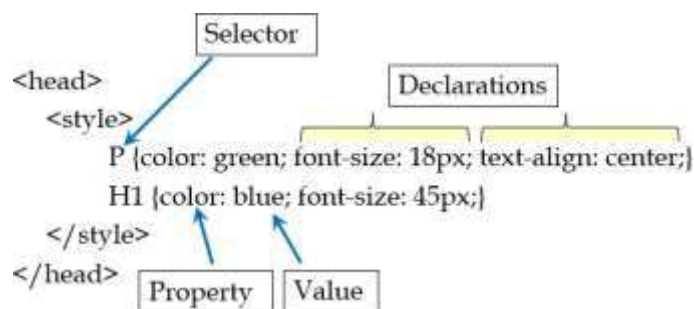 Selector
<head>
Declarations
<style>
P {color: green; font-size: 18px; text-align: center;}
H1 {color: blue; font-size: 45px;}
</style>
</head>
Property
Value